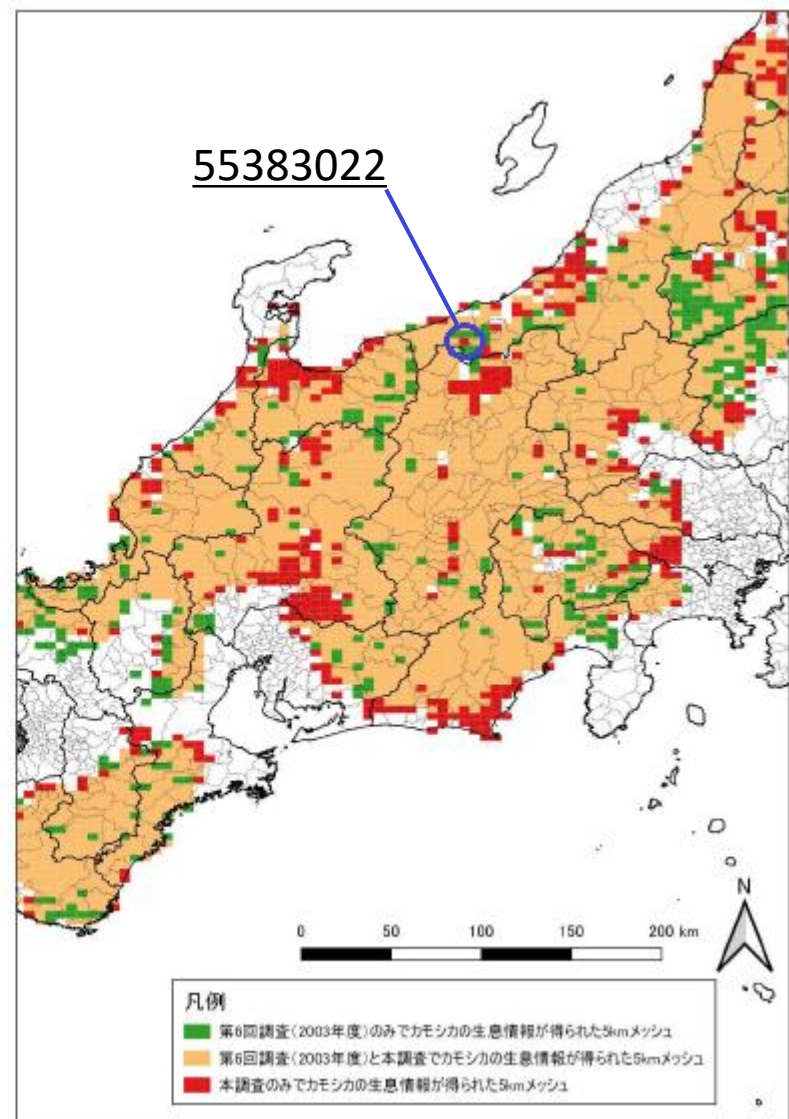 55383022
N
0 50 100 150 200 km
凡例
第6回調査(2003年度)のみでカモシカの生息情報が得られた5kmメッシュ
第6回調査(2003年度)と本調査でカモシカの生息情報が得られた5kmメッシュ
本調査のみでカモシカの生息情報が得られた5kmメッシュ